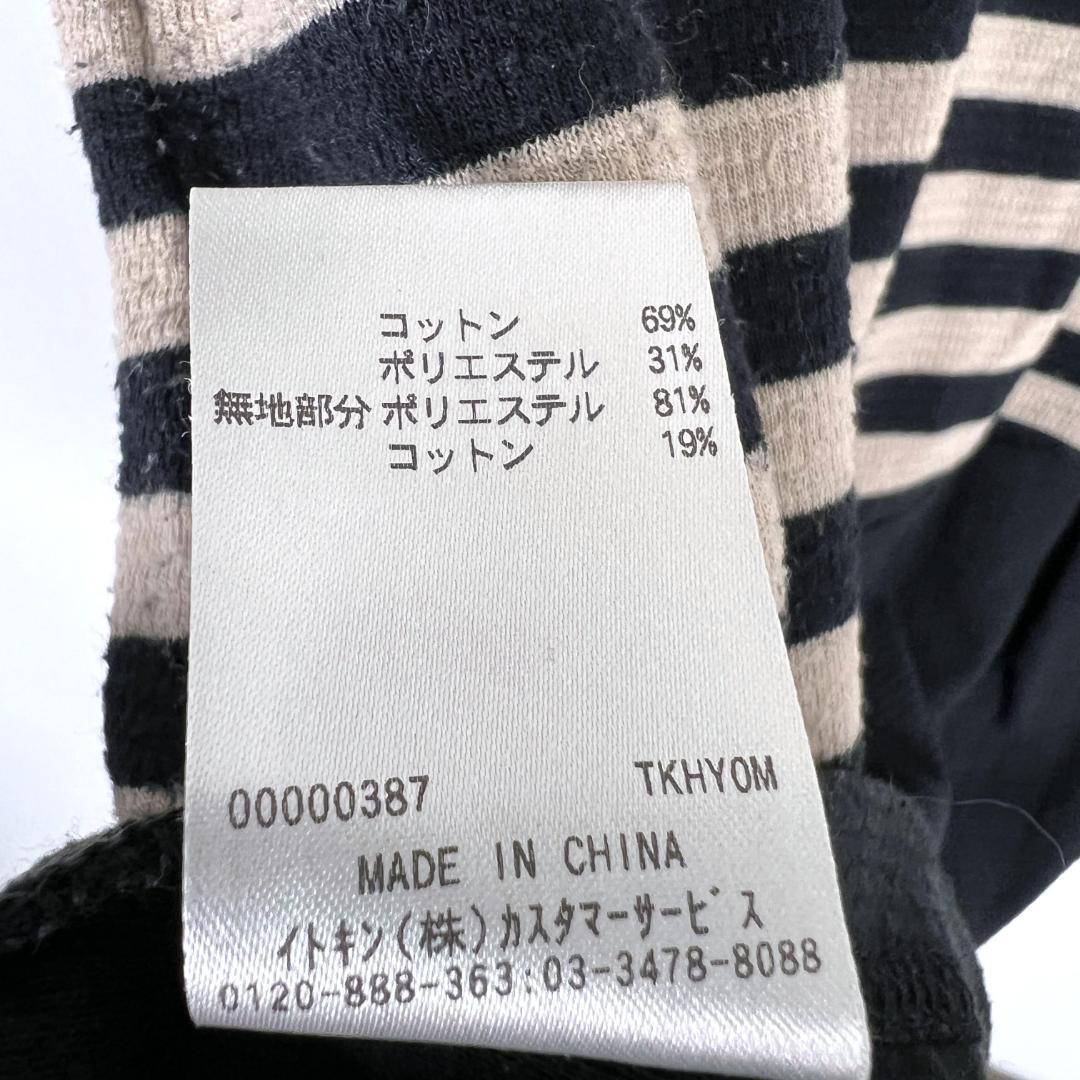 コットン 69%
ポリエステル 31%
無地部分 ポリエステル 81%
コットン 19%
00000387 TKHYOM
MADE IN CHINA
イトキン(株)カスタマーサービス
0120-888-363:03-3478-8088